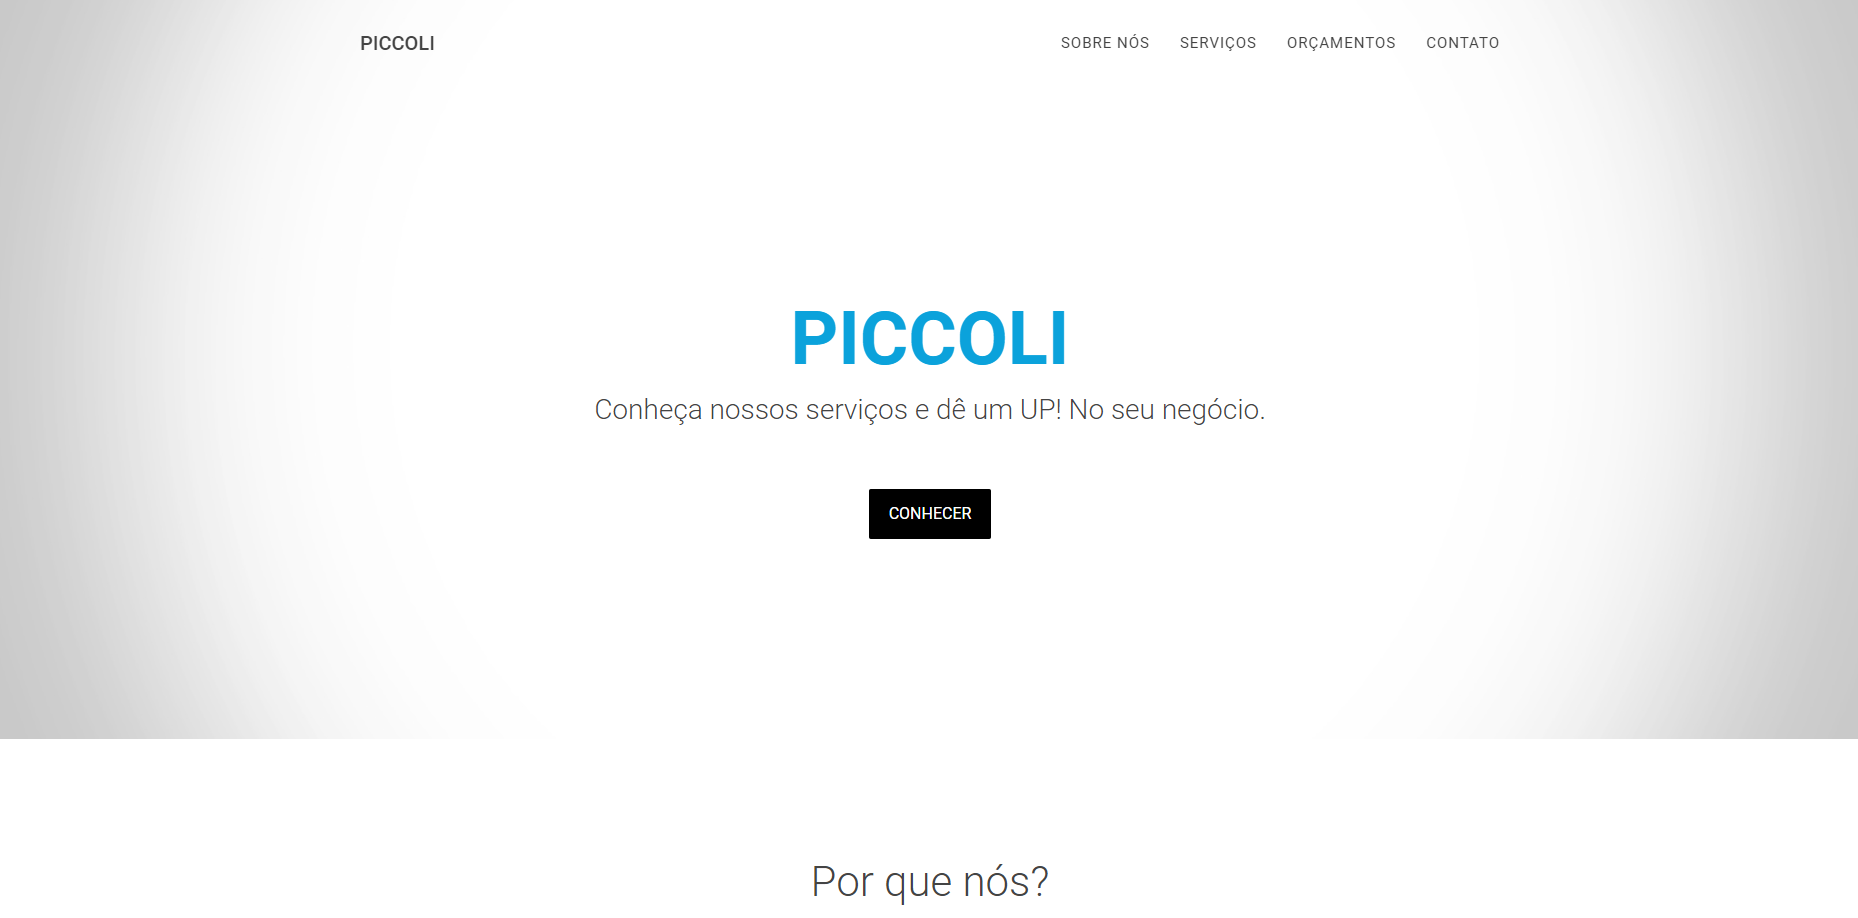 PICCOLI
SOBRE NÓS SERVIÇOS ORÇAMENTOS CONTATO
PICCOLI
Conheça nossos serviços e dê um UP! No seu negócio.
CONHECER
Por que nós?